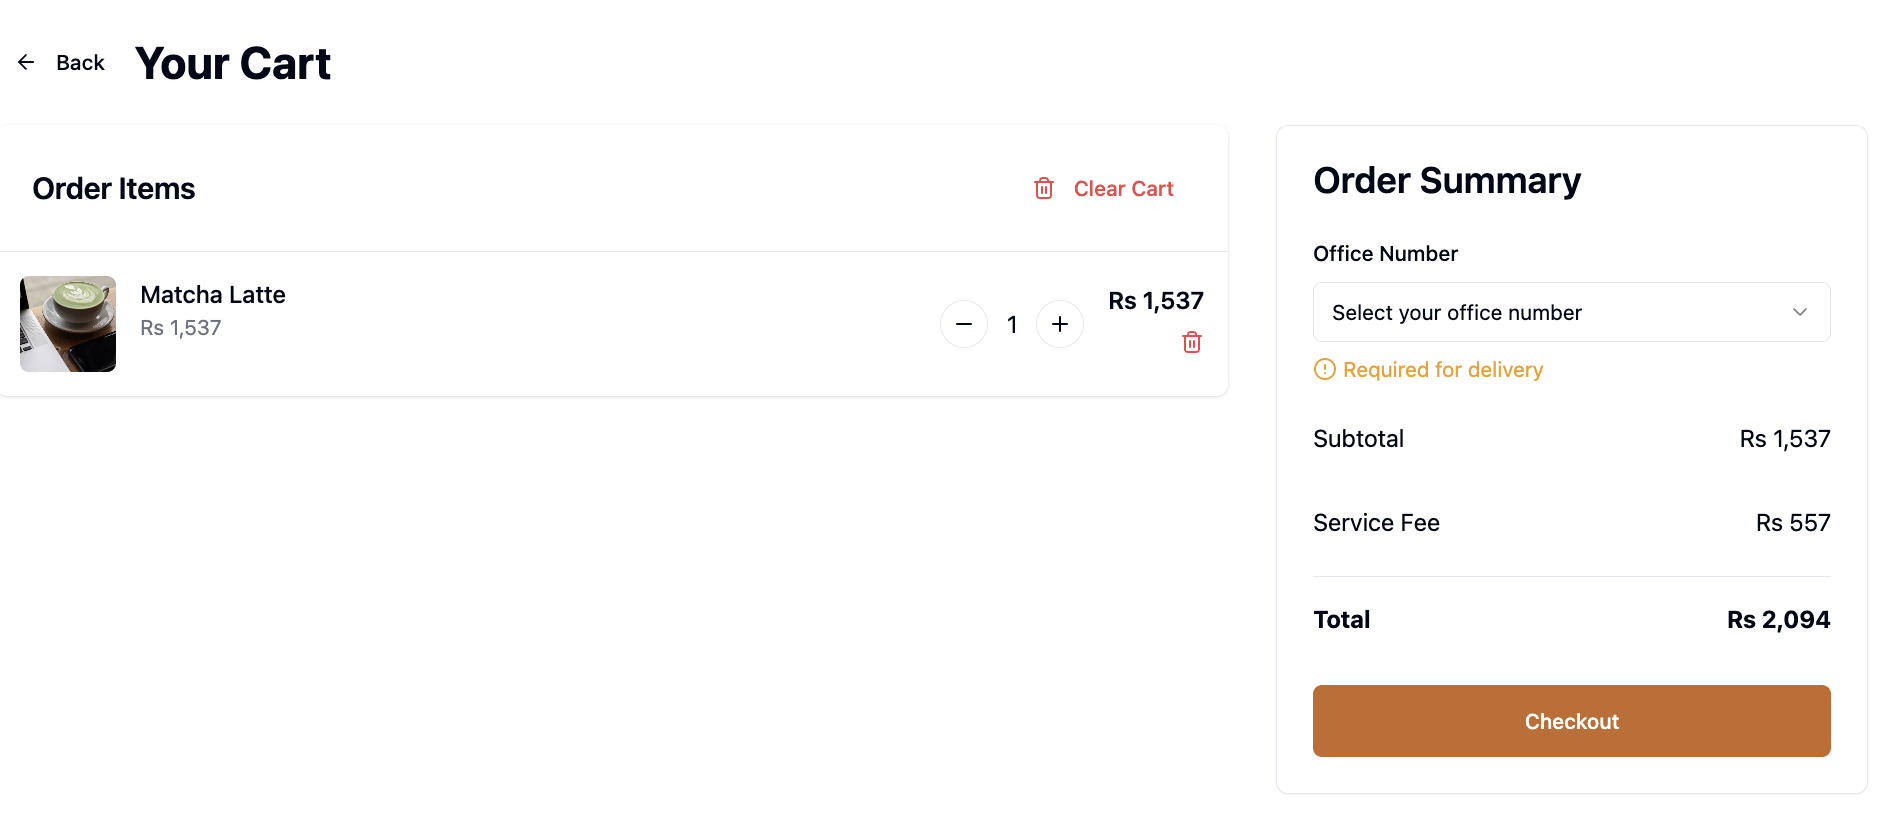 Back
Your Cart
Order Items
Clear Cart
Matcha Latte
Rs 1,537
1
Rs 1,537
Order Summary
Office Number
Select your office number
Required for delivery
Subtotal Rs 1,537
Service Fee Rs 557
Total Rs 2,094
Checkout